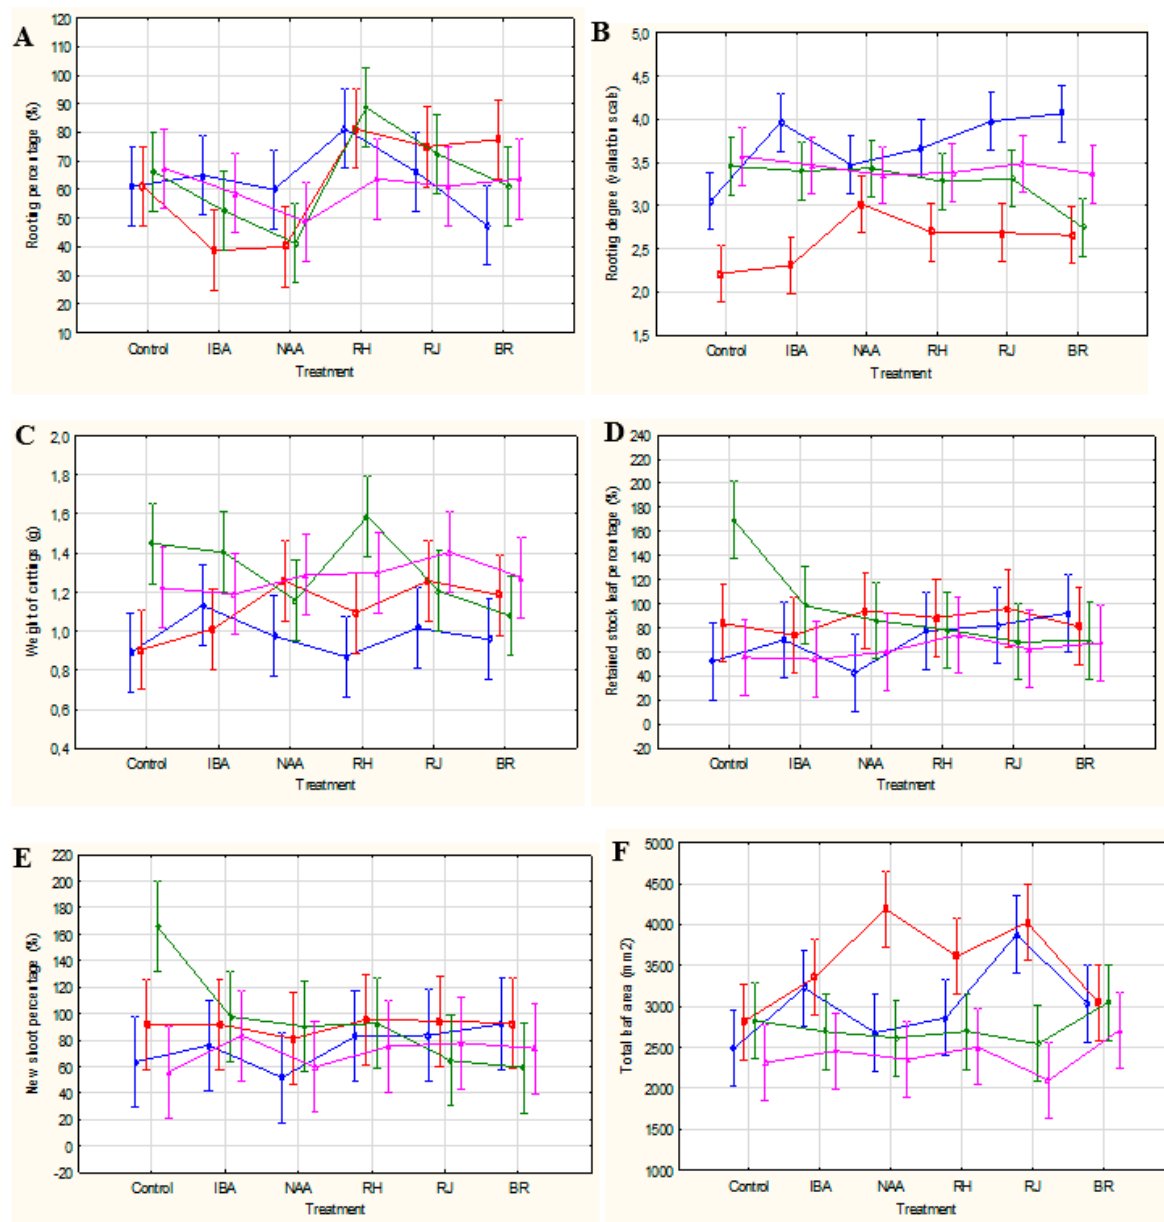 A
Rooting percentage (%)
120
110
100
90
80
70
60
50
40
30
20
10
Control IBA NAA RH RJ BR
Treatment
B
Rooting degree (valuation scale)
5,0
4,5
4,0
3,5
3,0
2,5
2,0
1,5
Control IBA NAA RH RJ BR
Treatment
C
Weight of cuttings (g)
2,0
1,8
1,6
1,4
1,2
1,0
0,8
0,6
0,4
Control IBA NAA RH RJ BR
Treatment
D
Retained stock leaf percentage (%)
240
220
200
180
160
140
120
100
80
60
40
20
0
-20
Control IBA NAA RH RJ BR
Treatment
E
New shoot percentage (%)
220
200
180
160
140
120
100
80
60
40
20
0
-20
Control IBA NAA RH RJ BR
Treatment
F
Total leaf area (mm2)
5000
4500
4000
3500
3000
2500
2000
1500
1000
Control IBA NAA RH RJ BR
Treatment